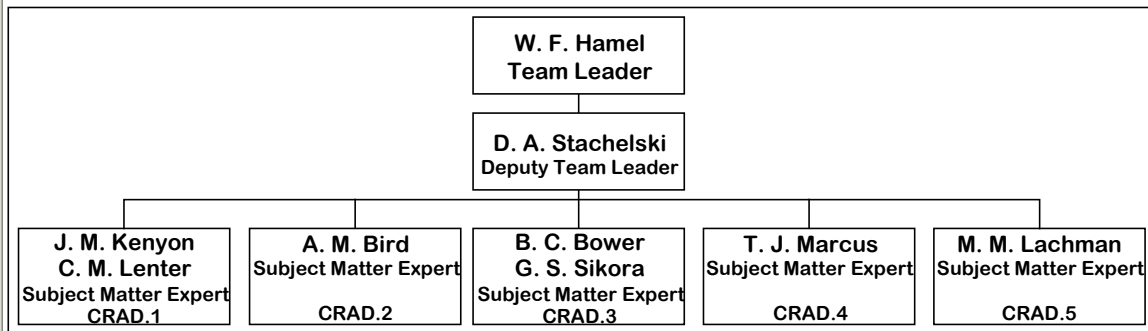 W. F. Hamel
Team Leader
D. A. Stachelski
Deputy Team Leader
J. M. Kenyon
C. M. Lenter
Subject Matter Expert
CRAD.1
A. M. Bird
Subject Matter Expert
CRAD.2
B. C. Bower
G. S. Sikora
Subject Matter Expert
CRAD.3
T. J. Marcus
Subject Matter Expert
CRAD.4
M. M. Lachman
Subject Matter Expert
CRAD.5